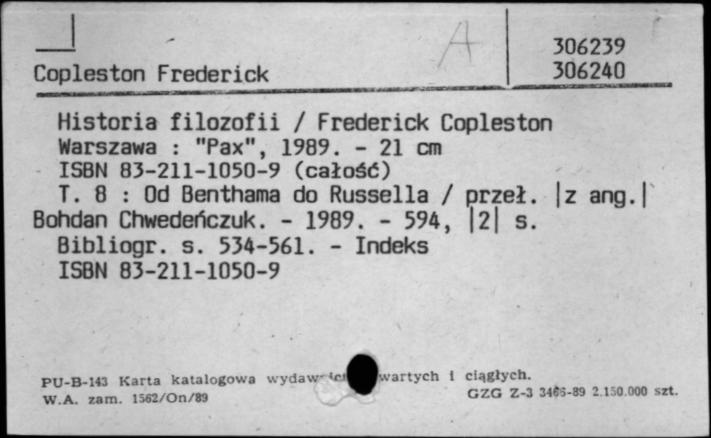 A
306239
Copleston Frederick
306240
Historia filozofii / Frederick Copleston
Warszawa : "Pax", 1989. - 21 cm
ISBN 83-211-1050-9 (całość)
T. 8 : Od Benthama do Russella / przeł. |z ang.|
Bohdan Chwedeńczuk. - 1989. - 594, |2| s.
Bibliogr. s. 534-561. - Indeks
ISBN 83-211-1050-9
PU-B-143 Karta katalogowa i ciągłych.
W.A. zam. 1562/On/89
GZG Z-3 3466-89 2.150.000 szt.